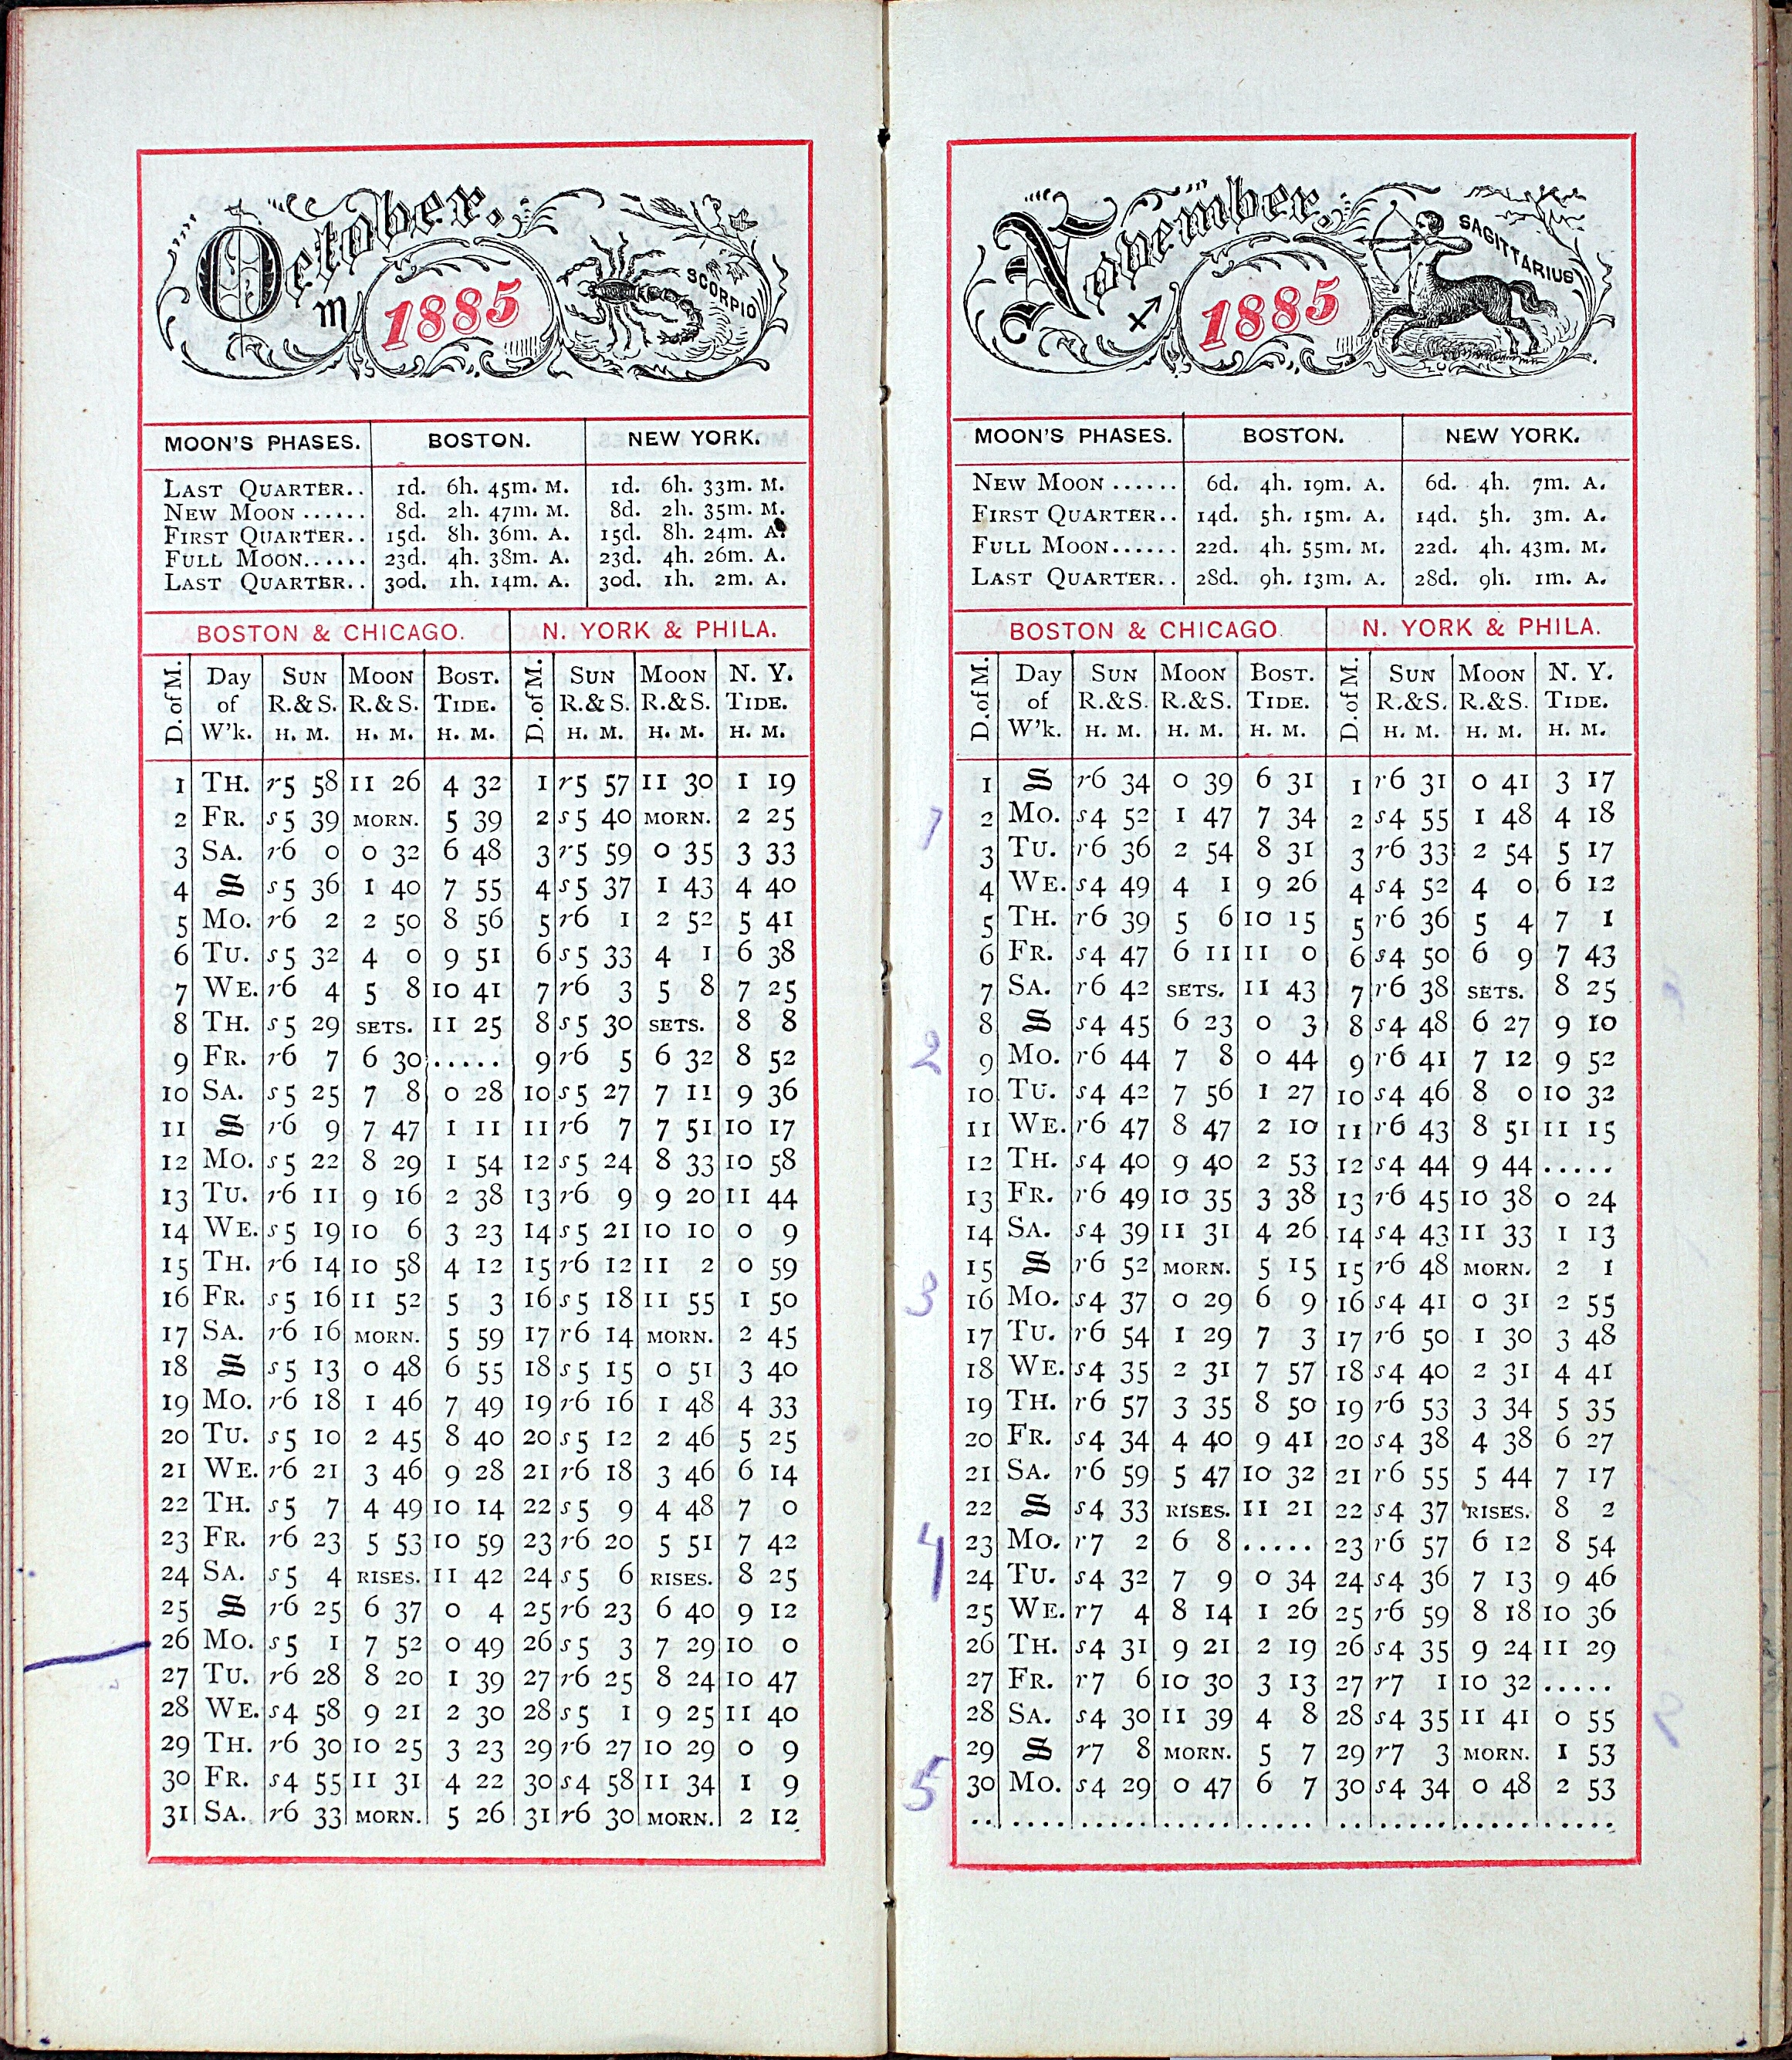 October.
♏ 1885
SCORPIO
MOON'S PHASES. BOSTON. NEW YORK.
LAST QUARTER.. 1d. 6h. 45m. M. 1d. 6h. 33m. M.
NEW MOON ...... 8d. 2h. 47m. M. 8d. 2h. 35m. M.
FIRST QUARTER.. 15d. 8h. 36m. A. 15d. 8h. 24m. A.
FULL MOON...... 23d. 4h. 38m. A. 23d. 4h. 26m. A.
LAST QUARTER.. 30d. 1h. 14m. A. 30d. 1h. 2m. A.
BOSTON & CHICAGO. N. YORK & PHILA.
D. of M. Day of W'k. SUN R.&S. H. M. MOON R.&S. H. M. BOST. TIDE. H. M. D. of M. SUN R.&S. H. M. MOON R.&S. H. M. N. Y. TIDE. H. M.
1 TH. r5 58 11 26 4 32 1 r5 57 11 30 1 19
2 FR. s5 39 MORN. 5 39 2 s5 40 MORN. 2 25
3 SA. r6 0 0 32 6 48 3 r5 59 0 35 3 33
4 S s5 36 1 40 7 55 4 s5 37 1 43 4 40
5 MO. r6 2 2 50 8 56 5 r6 1 2 52 5 41
6 TU. s5 32 4 0 9 51 6 s5 33 4 1 6 38
7 WE. r6 4 5 8 10 41 7 r6 3 5 8 7 25
8 TH. s5 29 SETS. 11 25 8 s5 30 SETS. 8 8
9 FR. r6 7 6 30 ..... 9 r6 5 6 32 8 52
10 SA. s5 25 7 8 0 28 10 s5 27 7 11 9 36
11 S r6 9 7 47 1 11 11 r6 7 7 51 10 17
12 MO. s5 22 8 29 1 54 12 s5 24 8 33 10 58
13 TU. r6 11 9 16 2 38 13 r6 9 9 20 11 44
14 WE. s5 19 10 6 3 23 14 s5 21 10 10 0 9
15 TH. r6 14 10 58 4 12 15 r6 12 11 2 0 59
16 FR. s5 16 11 52 5 3 16 s5 18 11 55 1 50
17 SA. r6 16 MORN. 5 59 17 r6 14 MORN. 2 45
18 S s5 13 0 48 6 55 18 s5 15 0 51 3 40
19 MO. r6 18 1 46 7 49 19 r6 16 1 48 4 33
20 TU. s5 10 2 45 8 40 20 s5 12 2 46 5 25
21 WE. r6 21 3 46 9 28 21 r6 18 3 46 6 14
22 TH. s5 7 4 49 10 14 22 s5 9 4 48 7 0
23 FR. r6 23 5 53 10 59 23 r6 20 5 51 7 42
24 SA. s5 4 RISES. 11 42 24 s5 6 RISES. 8 25
25 S r6 25 6 37 0 4 25 r6 23 6 40 9 12
26 MO. s5 1 7 52 0 49 26 s5 3 7 29 10 0
27 TU. r6 28 8 20 1 39 27 r6 25 8 24 10 47
28 WE. s4 58 9 21 2 30 28 s5 1 9 25 11 40
29 TH. r6 30 10 25 3 23 29 r6 27 10 29 0 9
30 FR. s4 55 11 31 4 22 30 s4 58 11 34 1 9
31 SA. r6 33 MORN. 5 26 31 r6 30 MORN. 2 12
November.
♐ 1885
SAGITTARIUS
MOON'S PHASES. BOSTON. NEW YORK.
NEW MOON ...... 6d. 4h. 19m. A. 6d. 4h. 7m. A.
FIRST QUARTER.. 14d. 5h. 15m. A. 14d. 5h. 3m. A.
FULL MOON...... 22d. 4h. 55m. M. 22d. 4h. 43m. M.
LAST QUARTER.. 28d. 9h. 13m. A. 28d. 9h. 1m. A.
BOSTON & CHICAGO. N. YORK & PHILA.
D. of M. Day of W'k. SUN R.&S. H. M. MOON R.&S. H. M. BOST. TIDE. H. M. D. of M. SUN R.&S. H. M. MOON R.&S. H. M. N. Y. TIDE. H. M.
1 S r6 34 0 39 6 31 1 r6 31 0 41 3 17
1 2 MO. s4 52 1 47 7 34 2 s4 55 1 48 4 18
3 TU. r6 36 2 54 8 31 3 r6 33 2 54 5 17
4 WE. s4 49 4 1 9 26 4 s4 52 4 0 6 12
5 TH. r6 39 5 6 10 15 5 r6 36 5 4 7 1
6 FR. s4 47 6 11 11 0 6 s4 50 6 9 7 43
7 SA. r6 42 SETS. 11 43 7 r6 38 SETS. 8 25
8 S s4 45 6 23 0 3 8 s4 48 6 27 9 10
2 9 MO. r6 44 7 8 0 44 9 r6 41 7 12 9 52
10 TU. s4 42 7 56 1 27 10 s4 46 8 0 10 32
11 WE. r6 47 8 47 2 10 11 r6 43 8 51 11 15
12 TH. s4 40 9 40 2 53 12 s4 44 9 44 .....
13 FR. r6 49 10 35 3 38 13 r6 45 10 38 0 24
14 SA. s4 39 11 31 4 26 14 s4 43 11 33 1 13
15 S r6 52 MORN. 5 15 15 r6 48 MORN. 2 1
3 16 MO. s4 37 0 29 6 9 16 s4 41 0 31 2 55
17 TU. r6 54 1 29 7 3 17 r6 50 1 30 3 48
18 WE. s4 35 2 31 7 57 18 s4 40 2 31 4 41
19 TH. r6 57 3 35 8 50 19 r6 53 3 34 5 35
20 FR. s4 34 4 40 9 41 20 s4 38 4 38 6 27
21 SA. r6 59 5 47 10 32 21 r6 55 5 44 7 17
22 S s4 33 RISES. 11 21 22 s4 37 RISES. 8 2
4 23 MO. r7 2 6 8 ..... 23 r6 57 6 12 8 54
24 TU. s4 32 7 9 0 34 24 s4 36 7 13 9 46
25 WE. r7 4 8 14 1 26 25 r6 59 8 18 10 36
26 TH. s4 31 9 21 2 19 26 s4 35 9 24 11 29
27 FR. r7 6 10 30 3 13 27 r7 1 10 32 .....
28 SA. s4 30 11 39 4 8 28 s4 35 11 41 0 55
29 S r7 8 MORN. 5 7 29 r7 3 MORN. 1 53
5 30 MO. s4 29 0 47 6 7 30 s4 34 0 48 2 53